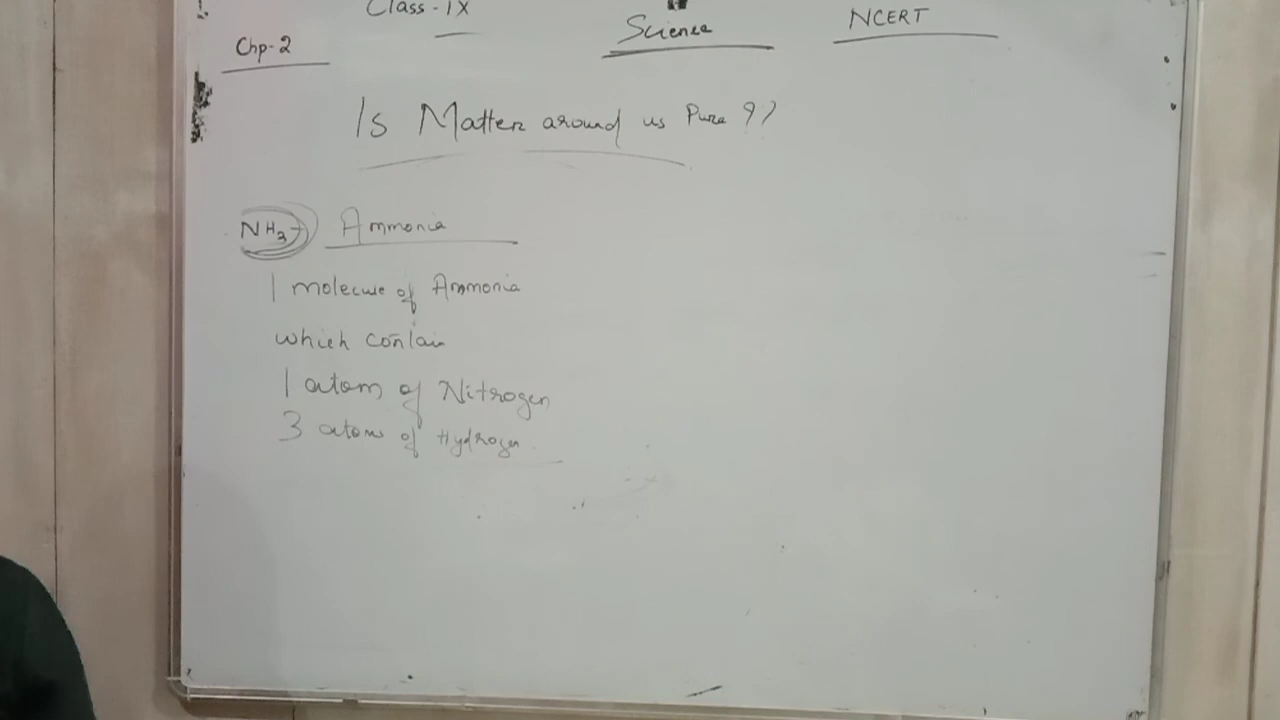 Class - IX Science NCERT
Chp-2
Is Matter around us Pure ??
NH3 Ammonia
1 molecule of Ammonia
which contain
1 atom of Nitrogen
3 atoms of Hydrogen